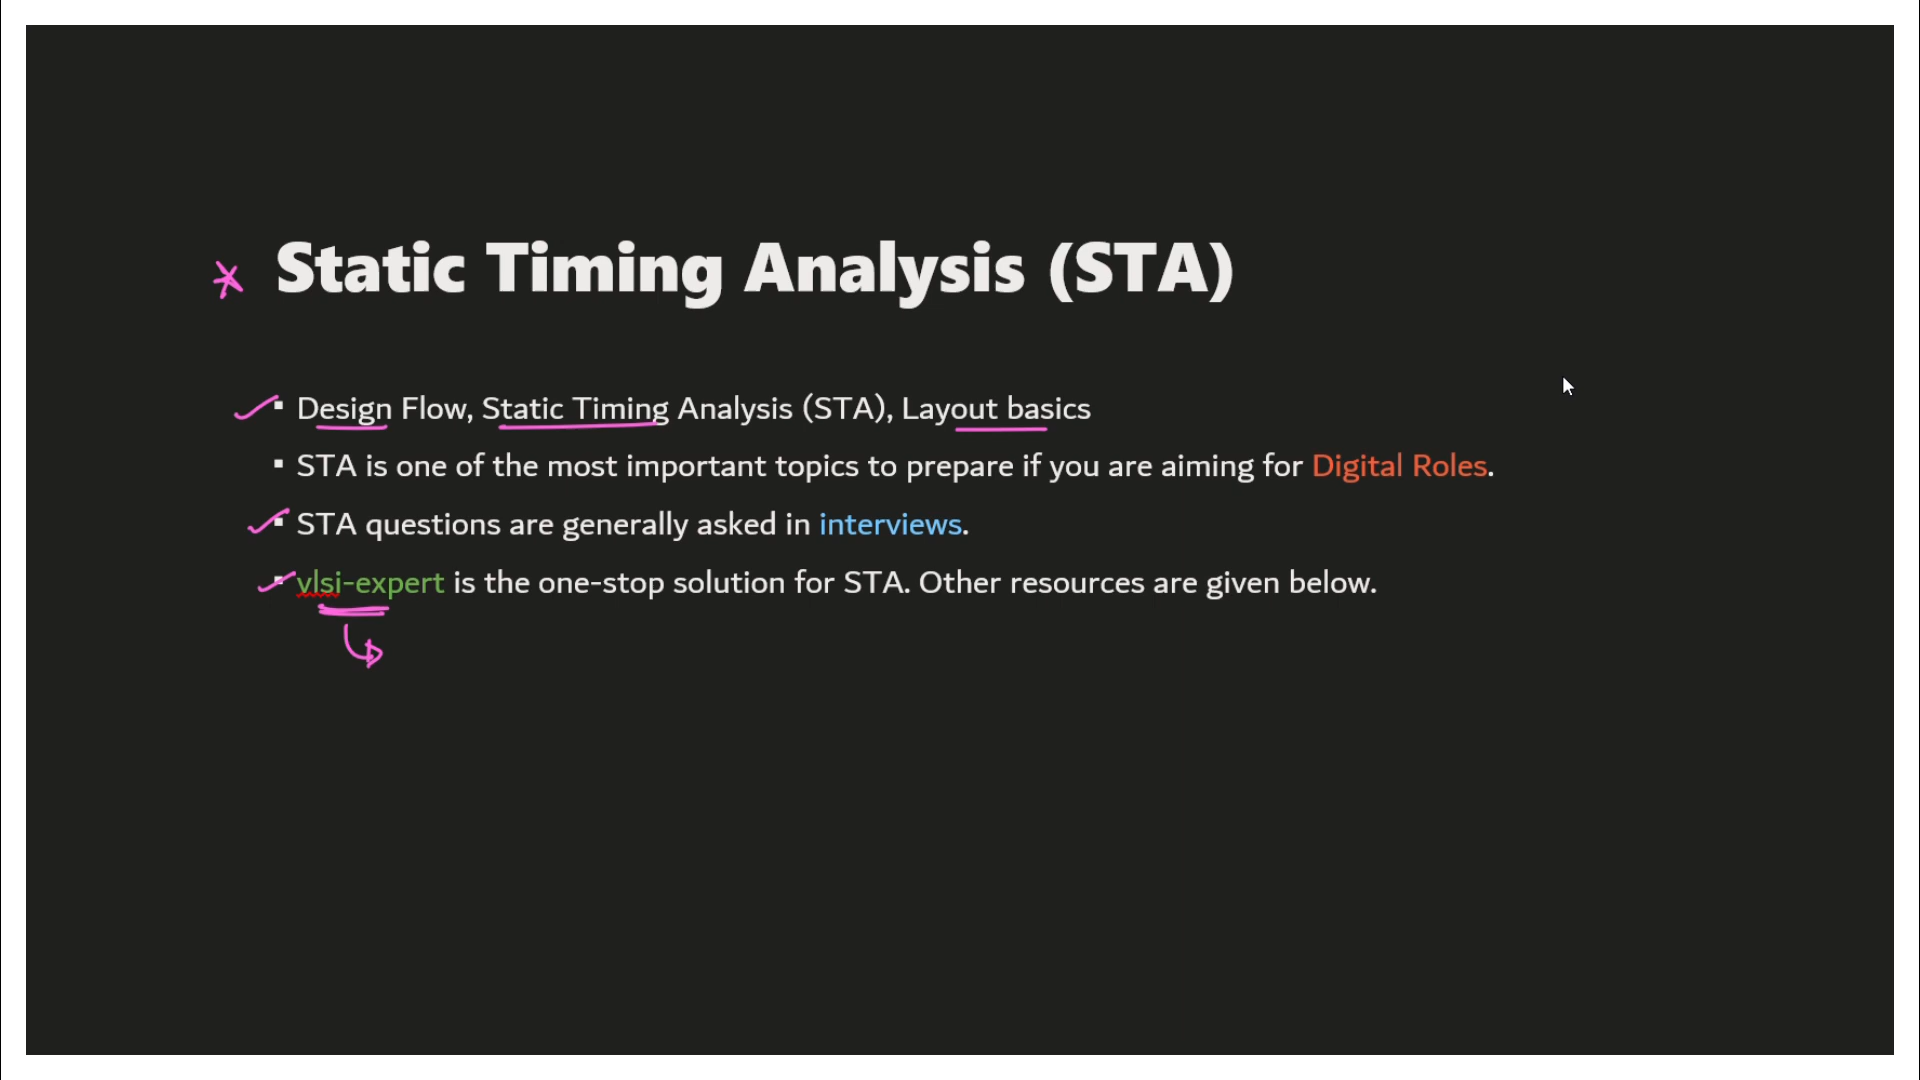 Static Timing Analysis (STA)
▪ Design Flow, Static Timing Analysis (STA), Layout basics
▪ STA is one of the most important topics to prepare if you are aiming for Digital Roles.
▪ STA questions are generally asked in interviews.
▪ vlsi-expert is the one-stop solution for STA. Other resources are given below.